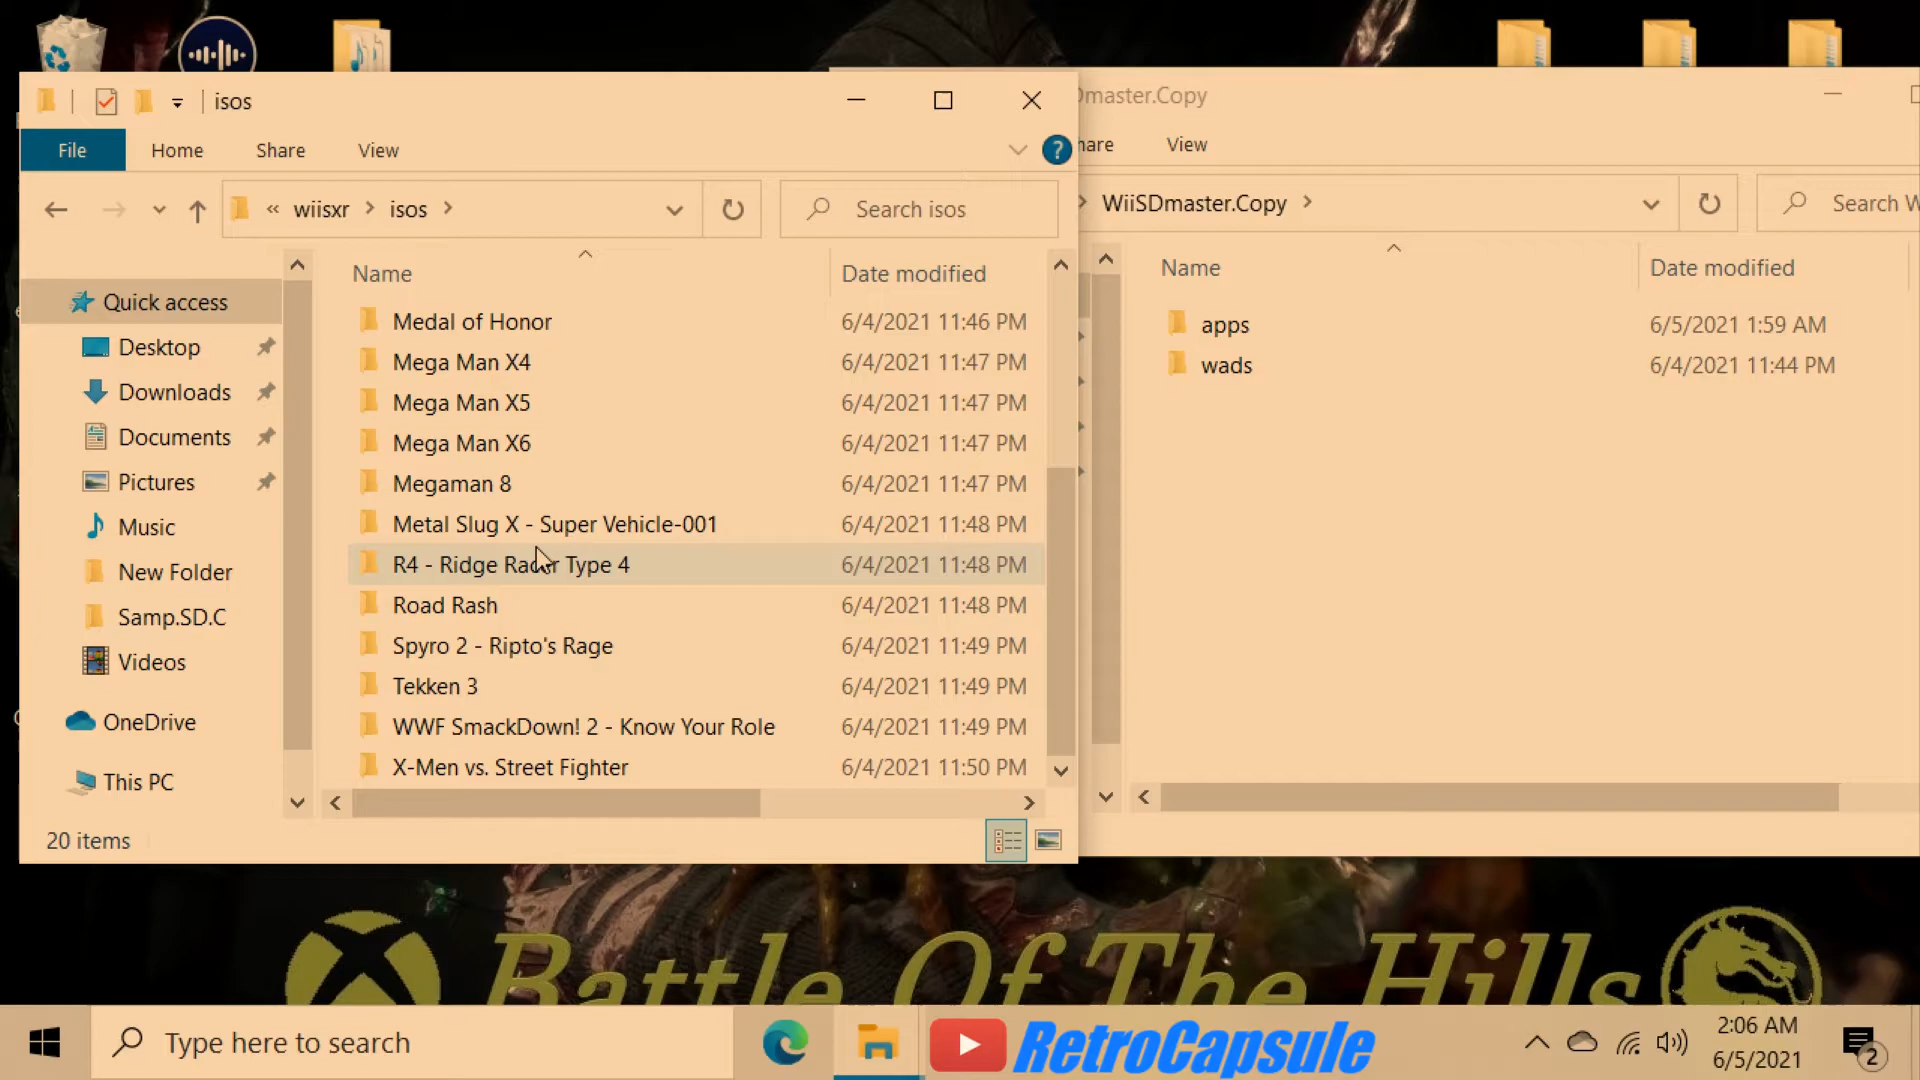 isos
File Home Share View
wiisxr isos
Search isos
Name Date modified
Quick access
Desktop
Downloads
Documents
Pictures
Music
New Folder
Samp.SD.C
Videos
OneDrive
This PC
Medal of Honor 6/4/2021 11:46 PM
Mega Man X4 6/4/2021 11:47 PM
Mega Man X5 6/4/2021 11:47 PM
Mega Man X6 6/4/2021 11:47 PM
Megaman 8 6/4/2021 11:47 PM
Metal Slug X - Super Vehicle-001 6/4/2021 11:48 PM
R4 - Ridge Racer Type 4 6/4/2021 11:48 PM
Road Rash 6/4/2021 11:48 PM
Spyro 2 - Ripto's Rage 6/4/2021 11:49 PM
Tekken 3 6/4/2021 11:49 PM
WWF SmackDown! 2 - Know Your Role 6/4/2021 11:49 PM
X-Men vs. Street Fighter 6/4/2021 11:50 PM
20 items
Dmaster.Copy
hare View
WiiSDmaster.Copy
Search W
Name Date modified
apps 6/5/2021 1:59 AM
wads 6/4/2021 11:44 PM
Battle Of The Hills
Type here to search
RetroCapsule
2:06 AM
6/5/2021
2